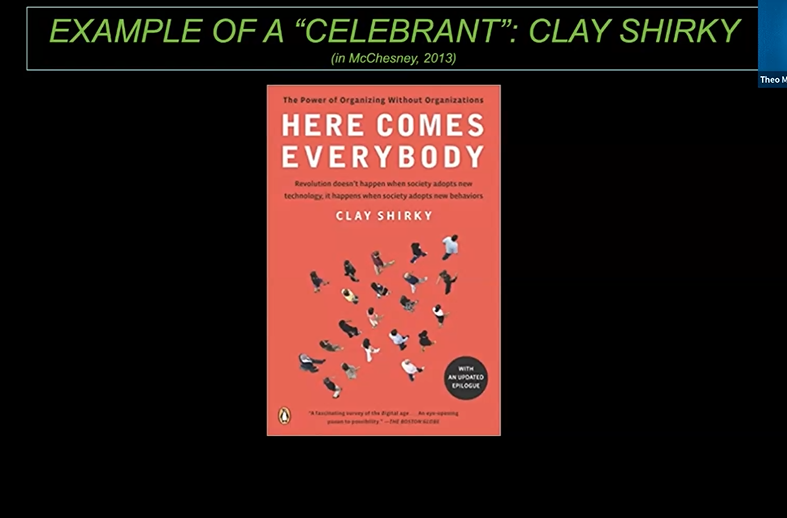 EXAMPLE OF A “CELEBRANT”: CLAY SHIRKY
(in McChesney, 2013)
Theo M
The Power of Organizing Without Organizations
HERE COMES
EVERYBODY
Revolution doesn't happen when society adopts new
technology, it happens when society adopts new behaviors
CLAY SHIRKY
WITH
AN UPDATED
EPILOGUE
"A fascinating survey of the digital age . . . An eye-opening
paean to possibility." —THE BOSTON GLOBE